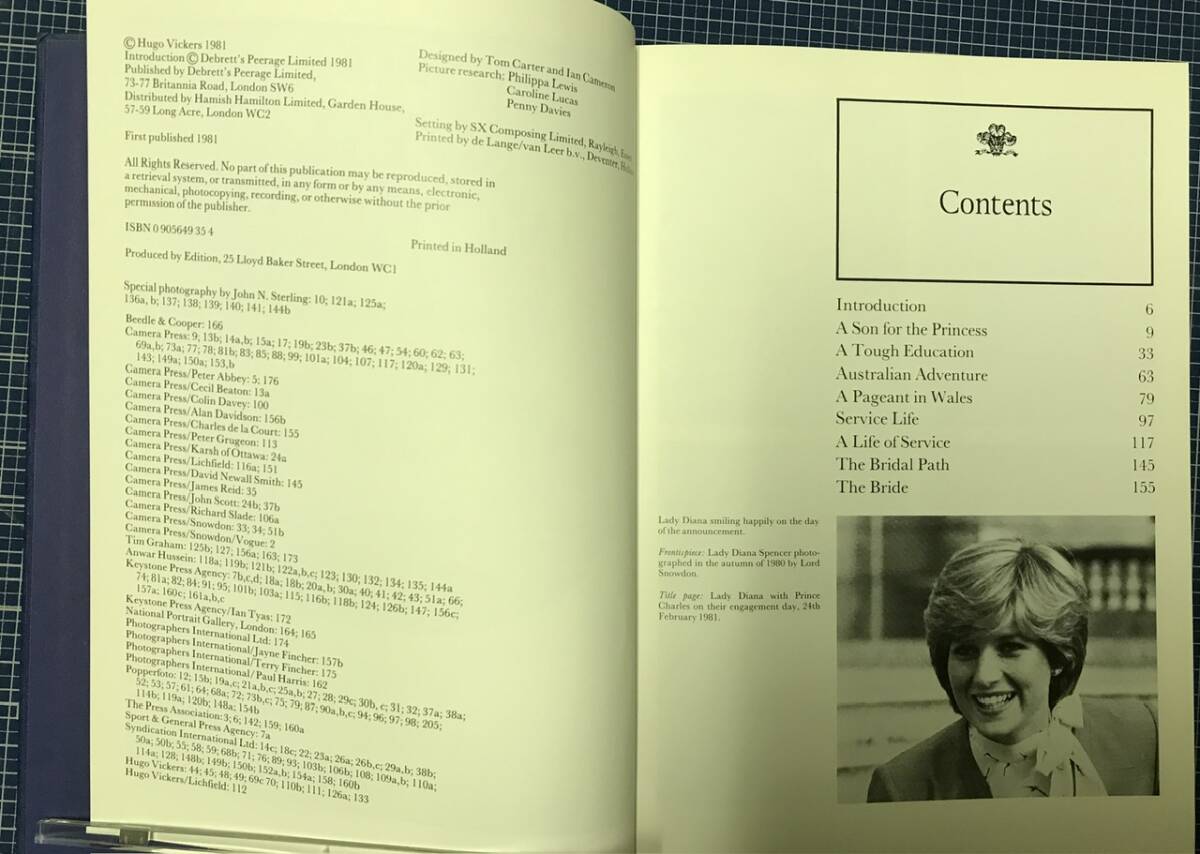 © Hugo Vickers 1981
Introduction © Debrett's Peerage Limited 1981
Published by Debrett's Peerage Limited,
73-77 Britannia Road, London SW6
Distributed by Hamish Hamilton Limited, Garden House,
57-59 Long Acre, London WC2
First published 1981
All Rights Reserved. No part of this publication may be reproduced, stored in
a retrieval system, or transmitted, in any form or by any means, electronic,
mechanical, photocopying, recording, or otherwise without the prior
permission of the publisher.
ISBN 0 905649 35 4
Produced by Edition, 25 Lloyd Baker Street, London WC1
Designed by Tom Carter and Ian Cameron
Picture research: Philippa Lewis
Caroline Lucas
Penny Davies
Setting by SX Composing Limited, Rayleigh,
Printed by de Lange/van Leer b.v., Deventer,
Printed in Holland
Special photography by John N. Sterling: 10; 121a; 125a;
136a, b; 137; 138; 139; 140; 141; 144b
Beedle & Cooper: 166
Camera Press: 9; 13b; 14a,b; 15a; 17; 19b; 23b; 37b; 46; 47; 54; 60; 62; 63;
69a,b; 73a; 77; 78; 81b; 83; 85; 88; 99; 101a; 104; 107; 117; 120a; 129; 131;
143; 149a; 150a; 153,b
Camera Press/Peter Abbey: 5; 176
Camera Press/Cecil Beaton: 13a
Camera Press/Colin Davey: 100
Camera Press/Alan Davidson: 156b
Camera Press/Charles de la Court: 155
Camera Press/Peter Grugeon: 113
Camera Press/Karsh of Ottawa: 24a
Camera Press/Lichfield: 116a; 151
Camera Press/David Newall Smith: 145
Camera Press/James Reid: 35
Camera Press/John Scott: 24b; 37b
Camera Press/Richard Slade: 106a
Camera Press/Snowdon: 33; 34; 51b
Camera Press/Snowdon/Vogue: 2
Tim Graham: 125b; 127; 156a; 163; 173
Anwar Hussein: 118a; 119b; 121b; 122a,b,c; 123; 130; 132; 134; 135; 144a
Keystone Press Agency: 7b,c,d; 18a; 18b; 20a,b; 30a; 40; 41; 42; 43; 51a; 66;
74; 81a; 82; 84; 91; 95; 101b; 103a; 115; 116b; 118b; 124; 126b; 147; 156c;
157a; 160c; 161a,b,c
Keystone Press Agency/Ian Tyas: 172
National Portrait Gallery, London: 164; 165
Photographers International Ltd: 174
Photographers International/Jayne Fincher: 157b
Photographers International/Terry Fincher: 175
Photographers International/Paul Harris: 162
Popperfoto: 12; 15b; 19a,c; 21a,b,c; 25a,b; 27; 28; 29c; 30b, c; 31; 32; 37a; 38a;
52; 53; 57; 61; 64; 68a; 72; 73b,c; 75; 79; 87; 90a,b,c; 94; 96; 97; 98; 205;
114b; 119a; 120b; 148a; 154b
The Press Association: 3; 6; 142; 159; 160a
Sport & General Press Agency: 7a
Syndication International Ltd: 14c; 18c; 22; 23a; 26a; 26b,c; 29a,b; 38b;
50a; 50b; 55; 58; 59; 68b; 71; 76; 89; 93; 103b; 106b; 108; 109a,b; 110a;
114a; 128; 148b; 149b; 150b; 152a,b; 154a; 158; 160b
Hugo Vickers: 44; 45; 48; 49; 69c 70; 110b; 111; 126a; 133
Hugo Vickers/Lichfield: 112
Contents
Introduction 6
A Son for the Princess 9
A Tough Education 33
Australian Adventure 63
A Pageant in Wales 79
Service Life 97
A Life of Service 117
The Bridal Path 145
The Bride 155
Lady Diana smiling happily on the day
of the announcement.
Frontispiece: Lady Diana Spencer photo-
graphed in the autumn of 1980 by Lord
Snowdon.
Title page: Lady Diana with Prince
Charles on their engagement day, 24th
February 1981.